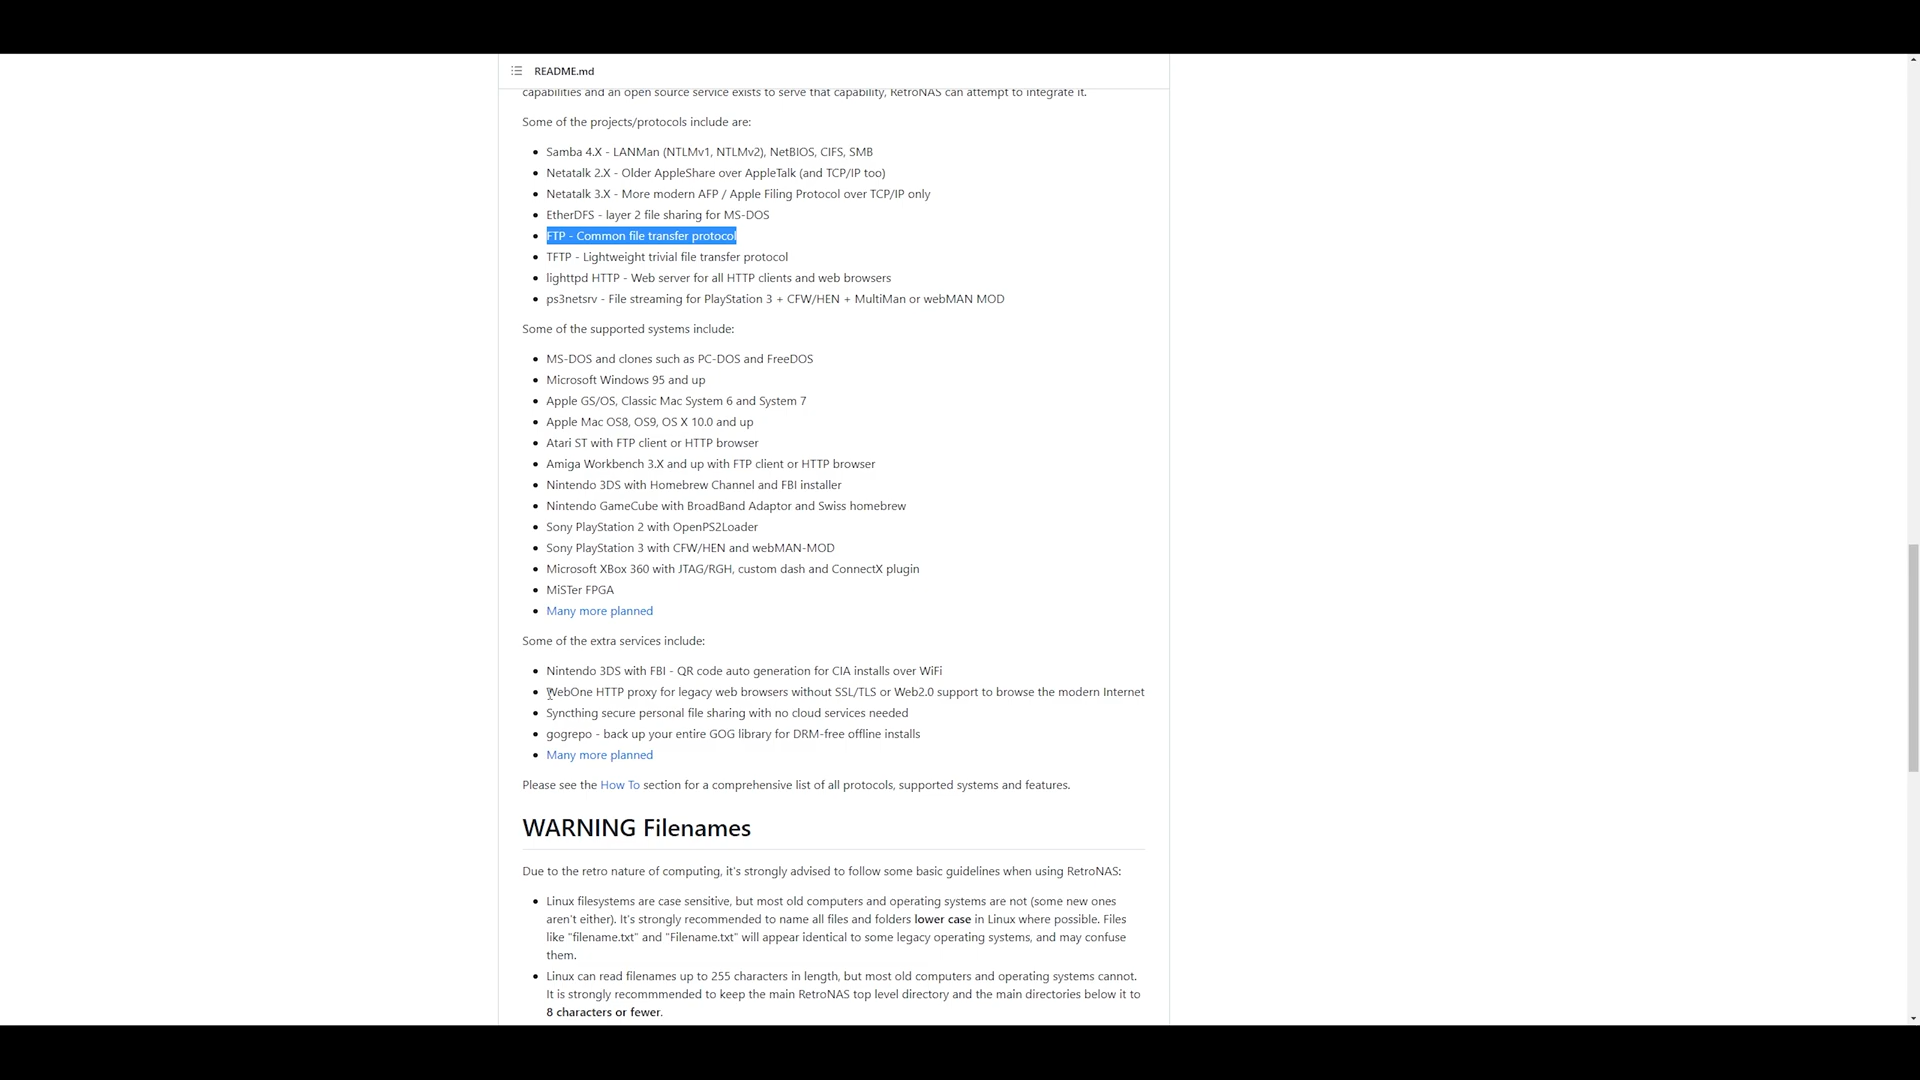 README.md
capabilities and an open source service exists to serve that capability, RetroNAS can attempt to integrate it.
Some of the projects/protocols include are:
Samba 4.X - LANMan (NTLMv1, NTLMv2), NetBIOS, CIFS, SMB
Netatalk 2.X - Older AppleShare over AppleTalk (and TCP/IP too)
Netatalk 3.X - More modern AFP / Apple Filing Protocol over TCP/IP only
EtherDFS - layer 2 file sharing for MS-DOS
FTP - Common file transfer protocol
TFTP - Lightweight trivial file transfer protocol
lighttpd HTTP - Web server for all HTTP clients and web browsers
ps3netsrv - File streaming for PlayStation 3 + CFW/HEN + MultiMan or webMAN MOD
Some of the supported systems include:
MS-DOS and clones such as PC-DOS and FreeDOS
Microsoft Windows 95 and up
Apple GS/OS, Classic Mac System 6 and System 7
Apple Mac OS8, OS9, OS X 10.0 and up
Atari ST with FTP client or HTTP browser
Amiga Workbench 3.X and up with FTP client or HTTP browser
Nintendo 3DS with Homebrew Channel and FBI installer
Nintendo GameCube with BroadBand Adaptor and Swiss homebrew
Sony PlayStation 2 with OpenPS2Loader
Sony PlayStation 3 with CFW/HEN and webMAN-MOD
Microsoft XBox 360 with JTAG/RGH, custom dash and ConnectX plugin
MiSTer FPGA
Many more planned
Some of the extra services include:
Nintendo 3DS with FBI - QR code auto generation for CIA installs over WiFi
WebOne HTTP proxy for legacy web browsers without SSL/TLS or Web2.0 support to browse the modern Internet
Syncthing secure personal file sharing with no cloud services needed
gogrepo - back up your entire GOG library for DRM-free offline installs
Many more planned
Please see the How To section for a comprehensive list of all protocols, supported systems and features.
WARNING Filenames
Due to the retro nature of computing, it's strongly advised to follow some basic guidelines when using RetroNAS:
Linux filesystems are case sensitive, but most old computers and operating systems are not (some new ones
aren't either). It's strongly recommended to name all files and folders lower case in Linux where possible. Files
like "filename.txt" and "Filename.txt" will appear identical to some legacy operating systems, and may confuse
them.
Linux can read filenames up to 255 characters in length, but most old computers and operating systems cannot.
It is strongly recommmended to keep the main RetroNAS top level directory and the main directories below it to
8 characters or fewer.